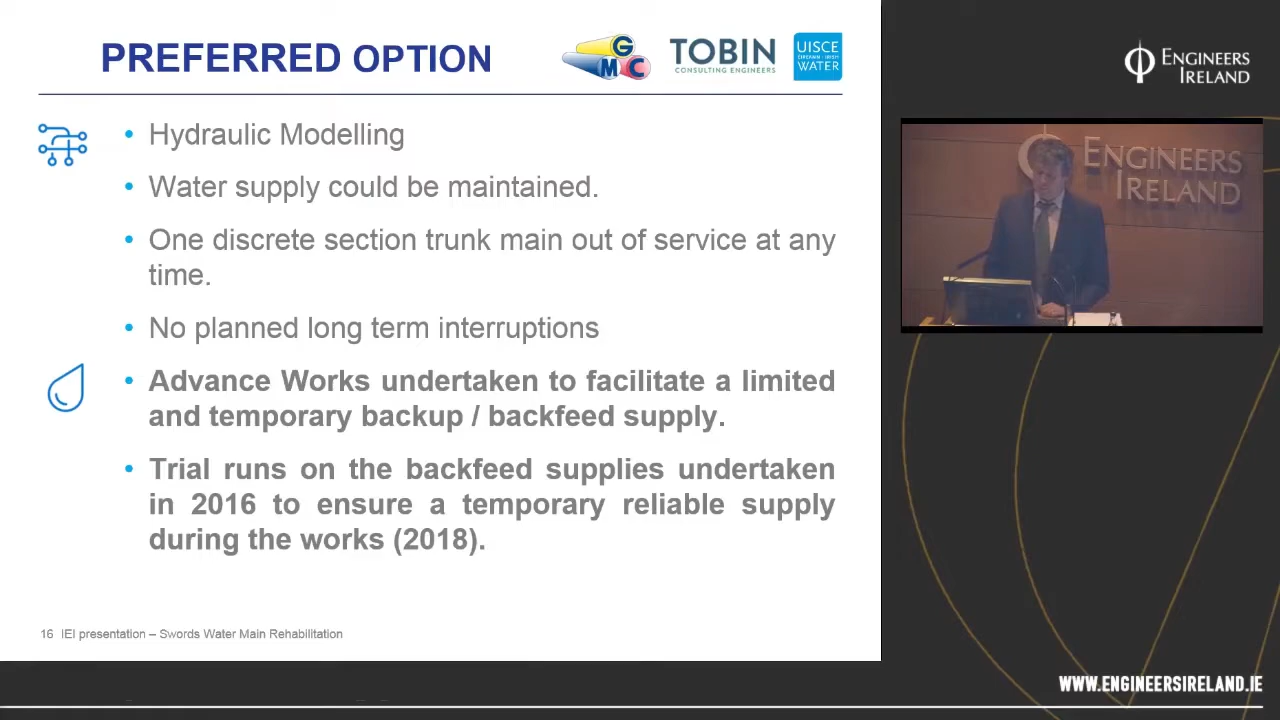 PREFERRED OPTION
GMC
TOBIN
CONSULTING ENGINEERS
UISCE
ÉIREANN : IRISH
WATER
• Hydraulic Modelling
• Water supply could be maintained.
• One discrete section trunk main out of service at any
time.
• No planned long term interruptions
• Advance Works undertaken to facilitate a limited
and temporary backup / backfeed supply.
• Trial runs on the backfeed supplies undertaken
in 2016 to ensure a temporary reliable supply
during the works (2018).
16 IEI presentation – Swords Water Main Rehabilitation
ENGINEERS
IRELAND
ENGINEERS
IRELAND
WWW.ENGINEERSIRELAND.IE